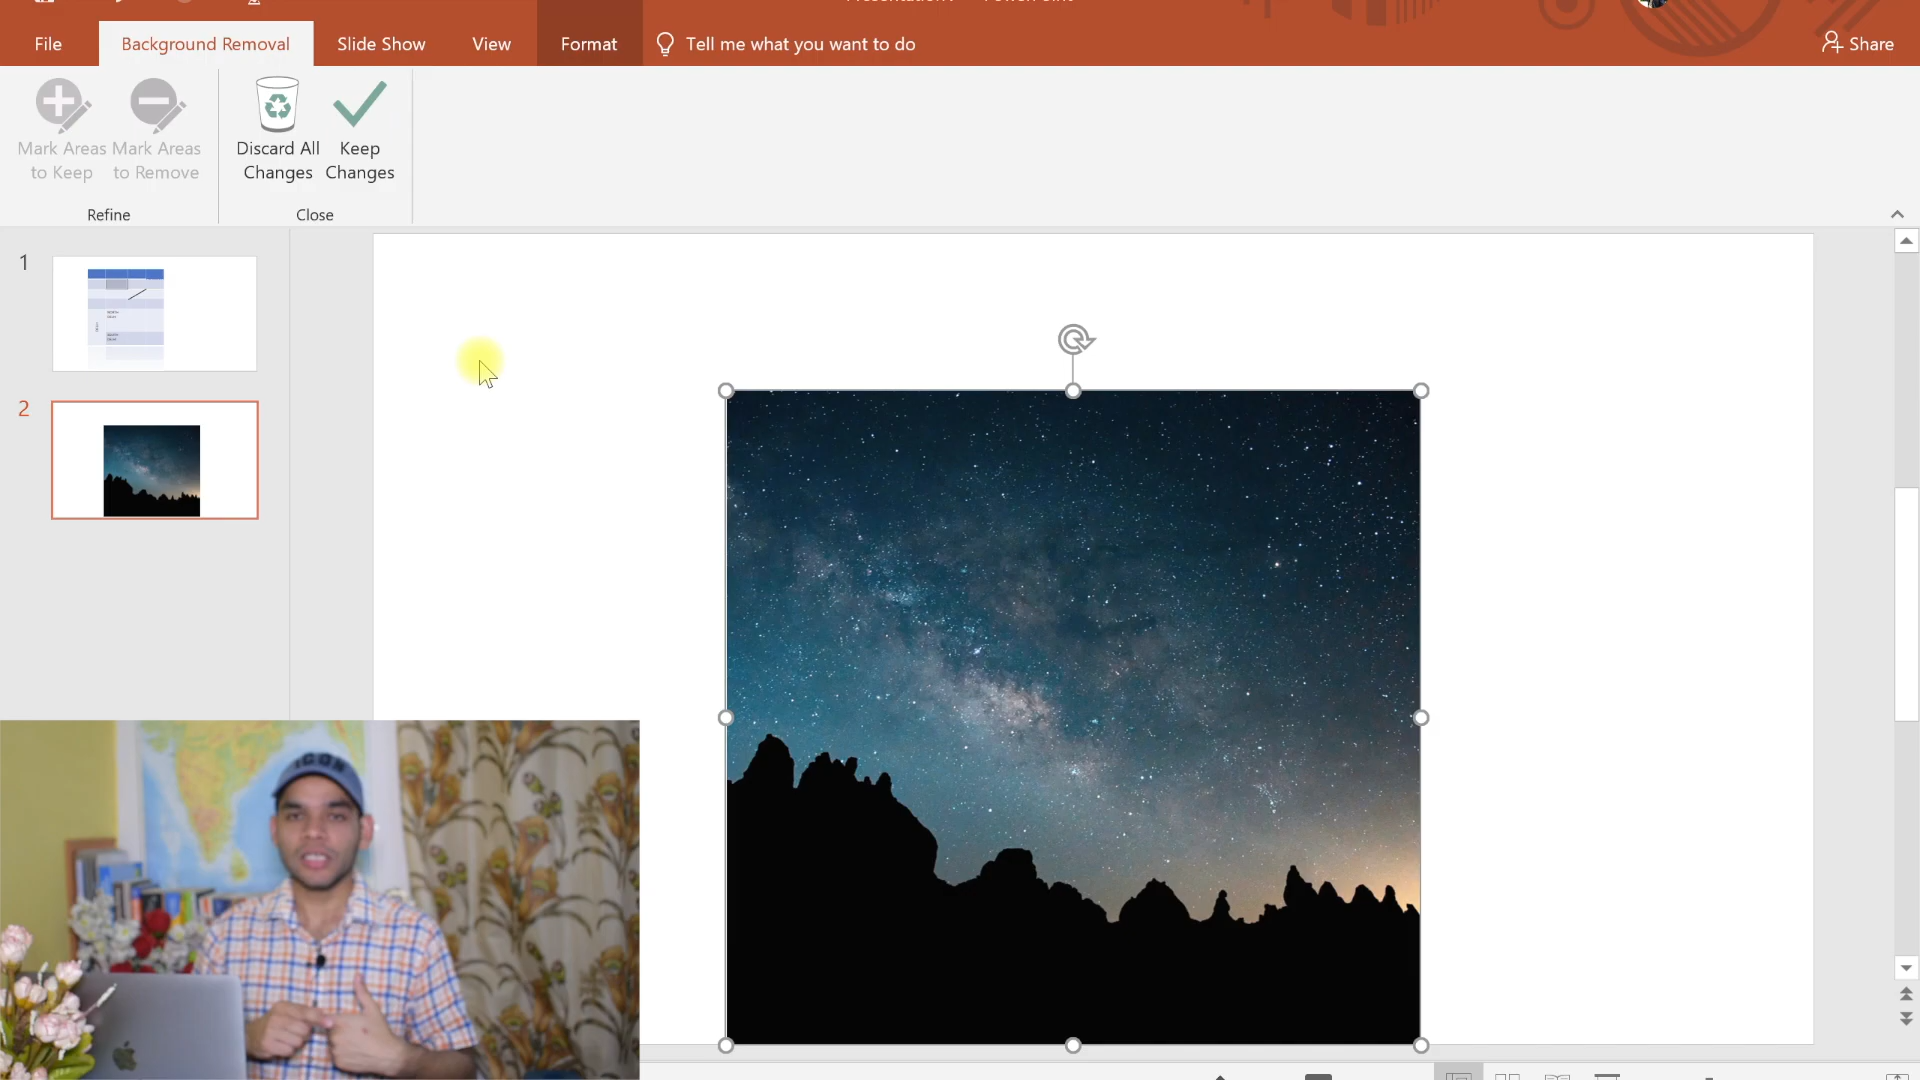 File
Background Removal
Slide Show
View
Format
Tell me what you want to do
Share
Mark Areas
to Keep
Mark Areas
to Remove
Discard All
Changes
Keep
Changes
Refine
Close
1
2
ICON